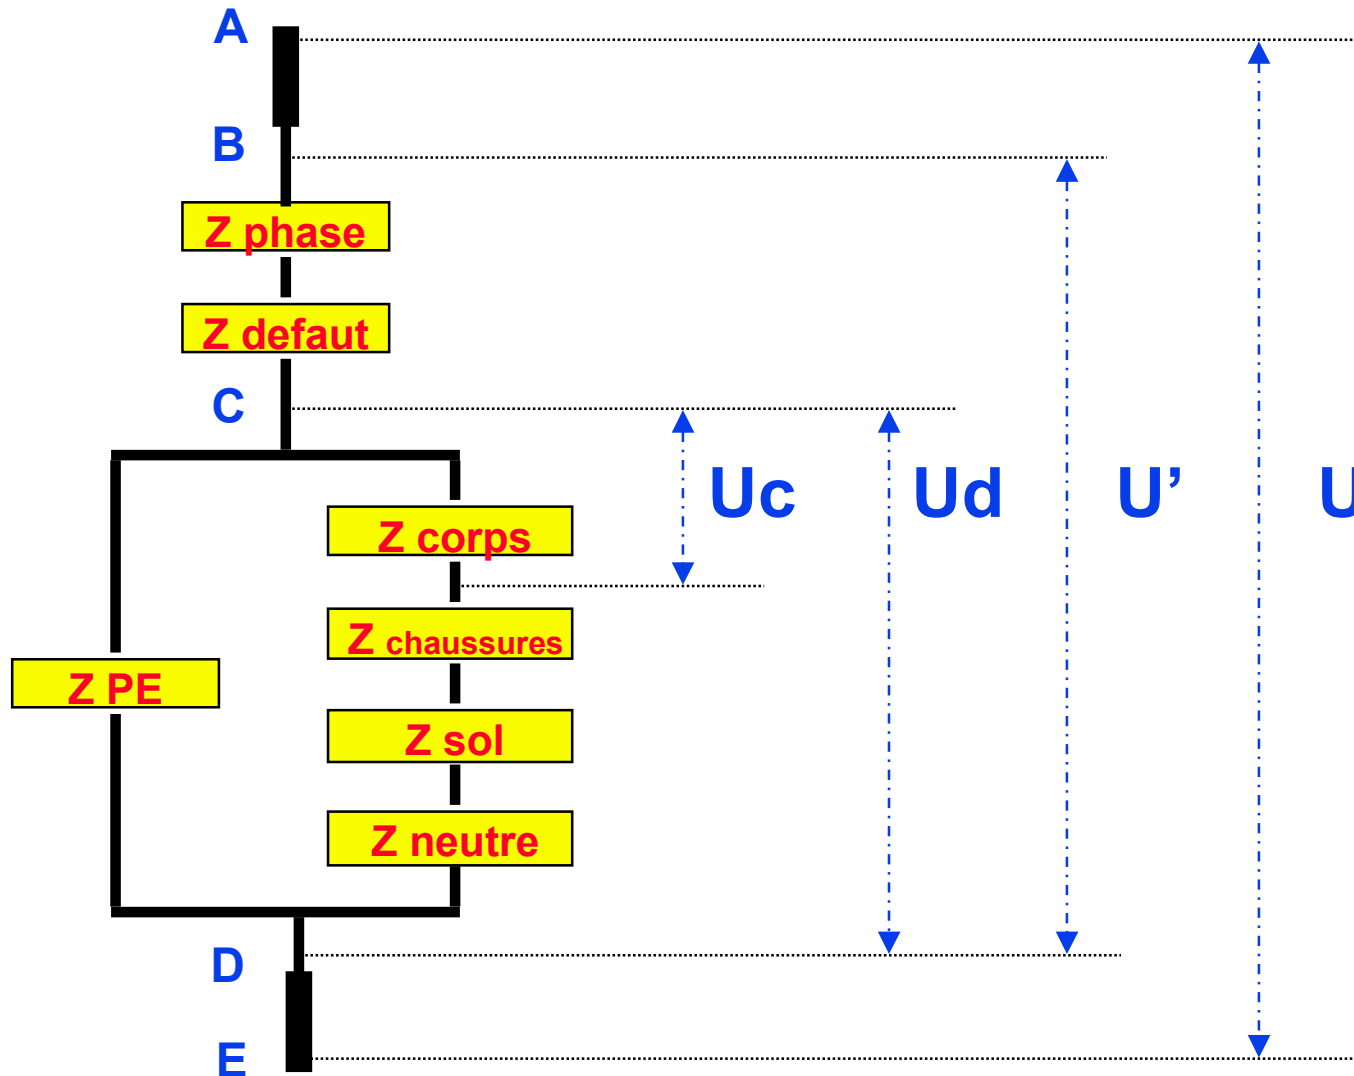 A
B
Z phase
Z defaut
C
Uc
Ud
U’
U
Z corps
Z chaussures
Z PE
Z sol
Z neutre
D
E